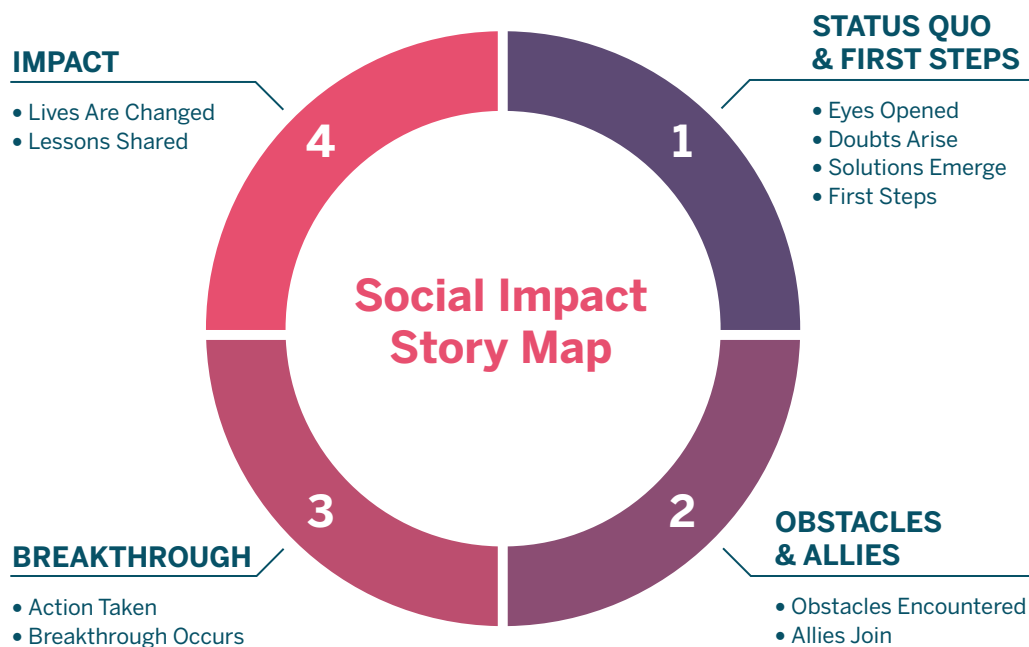 Social Impact
Story Map
1
STATUS QUO
& FIRST STEPS
• Eyes Opened
• Doubts Arise
• Solutions Emerge
• First Steps
2
OBSTACLES
& ALLIES
• Obstacles Encountered
• Allies Join
3
BREAKTHROUGH
• Action Taken
• Breakthrough Occurs
4
IMPACT
• Lives Are Changed
• Lessons Shared